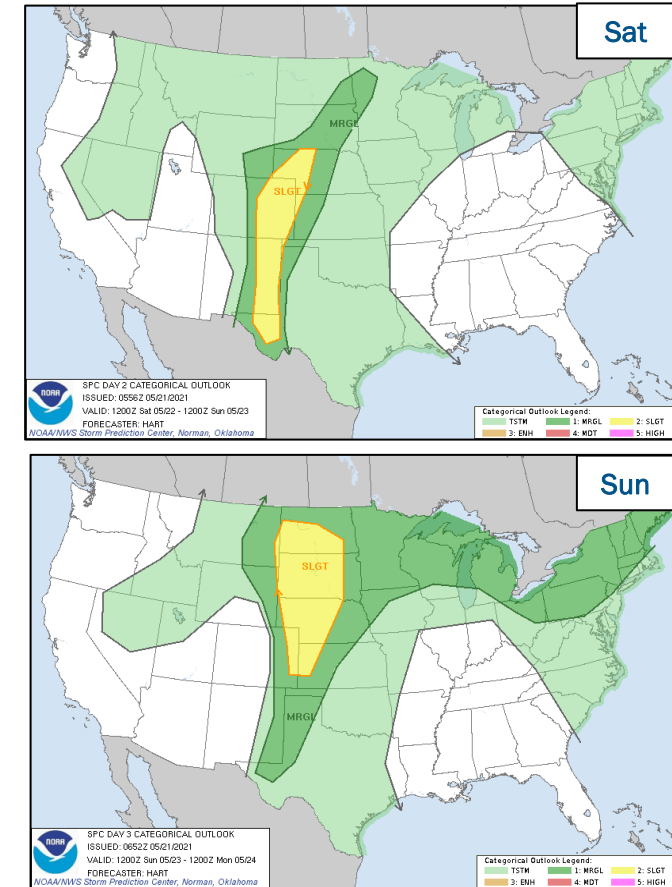 Sat
MRGL
SLGT
NOAA
SPC DAY 2 CATEGORICAL OUTLOOK
ISSUED: 0556Z 05/21/2021
VALID: 1200Z Sat 05/22 - 1200Z Sun 05/23
FORECASTER: HART
NOAA/NWS Storm Prediction Center, Norman, Oklahoma
Categorical Outlook Legend:
TSTM 1: MRGL 2: SLGT
3: ENH 4: MDT 5: HIGH
Sun
SLGT
MRGL
NOAA
SPC DAY 3 CATEGORICAL OUTLOOK
ISSUED: 0652Z 05/21/2021
VALID: 1200Z Sun 05/23 - 1200Z Mon 05/24
FORECASTER: HART
NOAA/NWS Storm Prediction Center, Norman, Oklahoma
Categorical Outlook Legend:
TSTM 1: MRGL 2: SLGT
3: ENH 4: MDT 5: HIGH